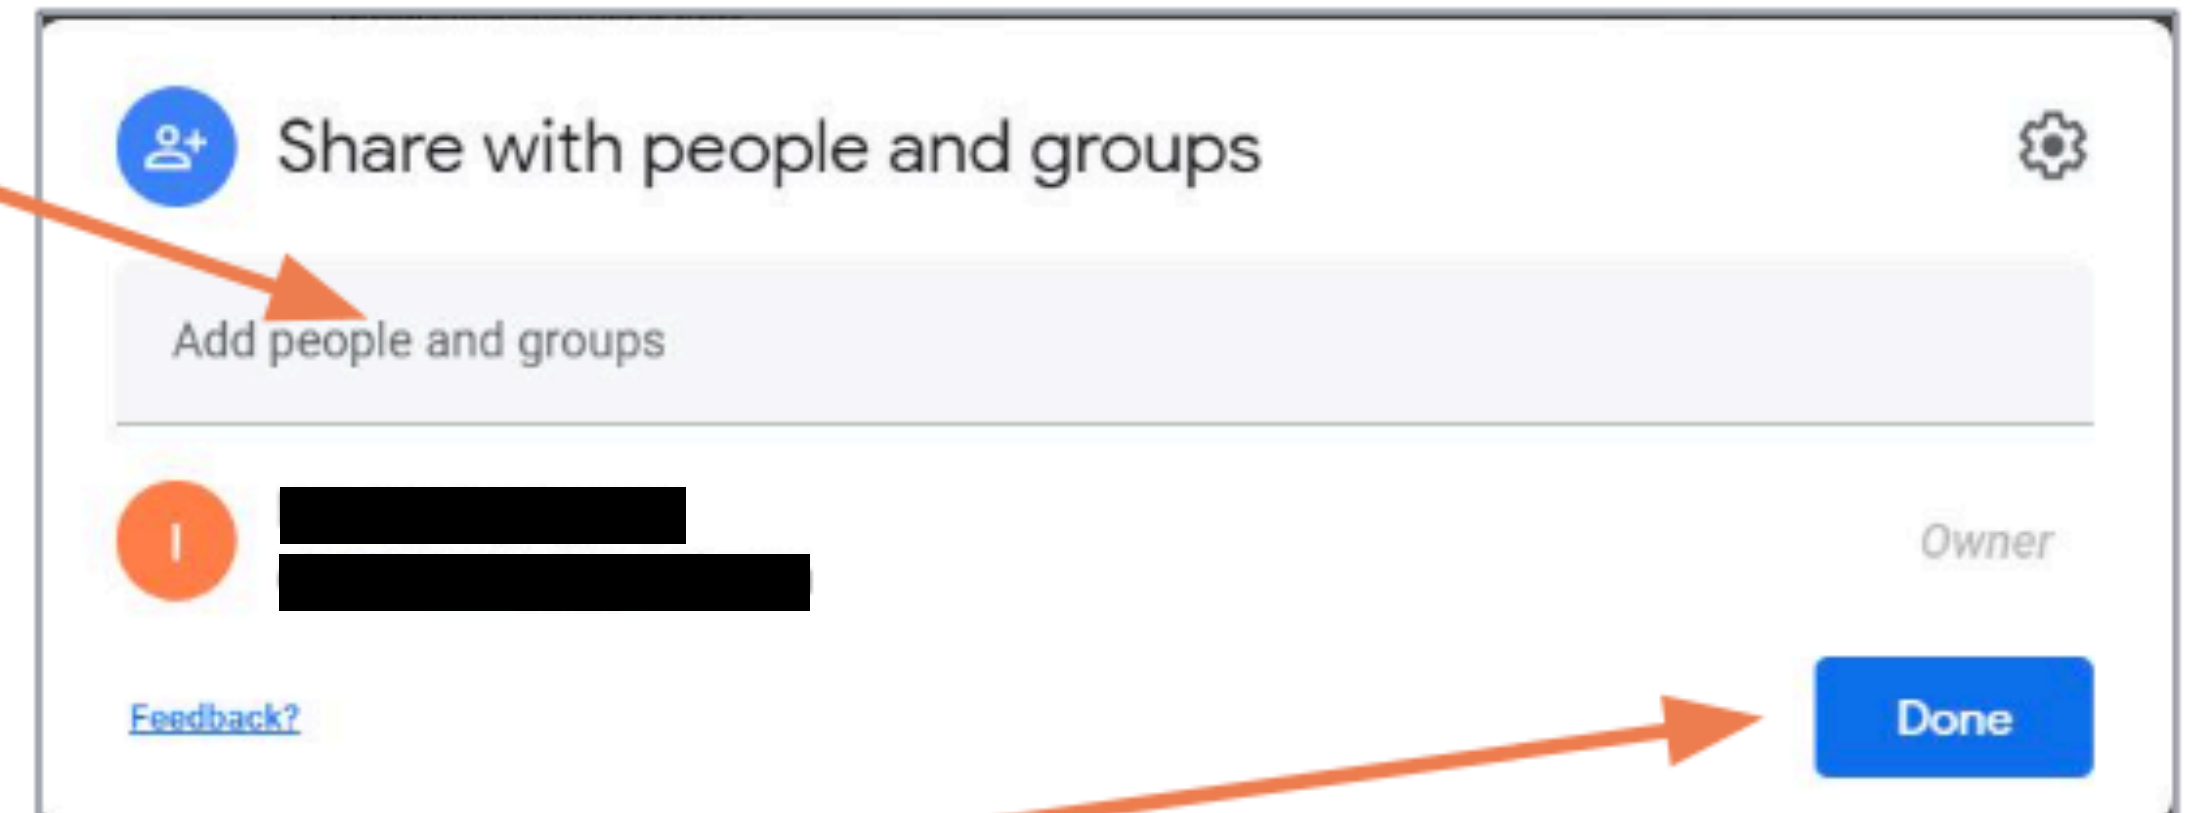 Share with people and groups
Add people and groups
I
Owner
Feedback?
Done